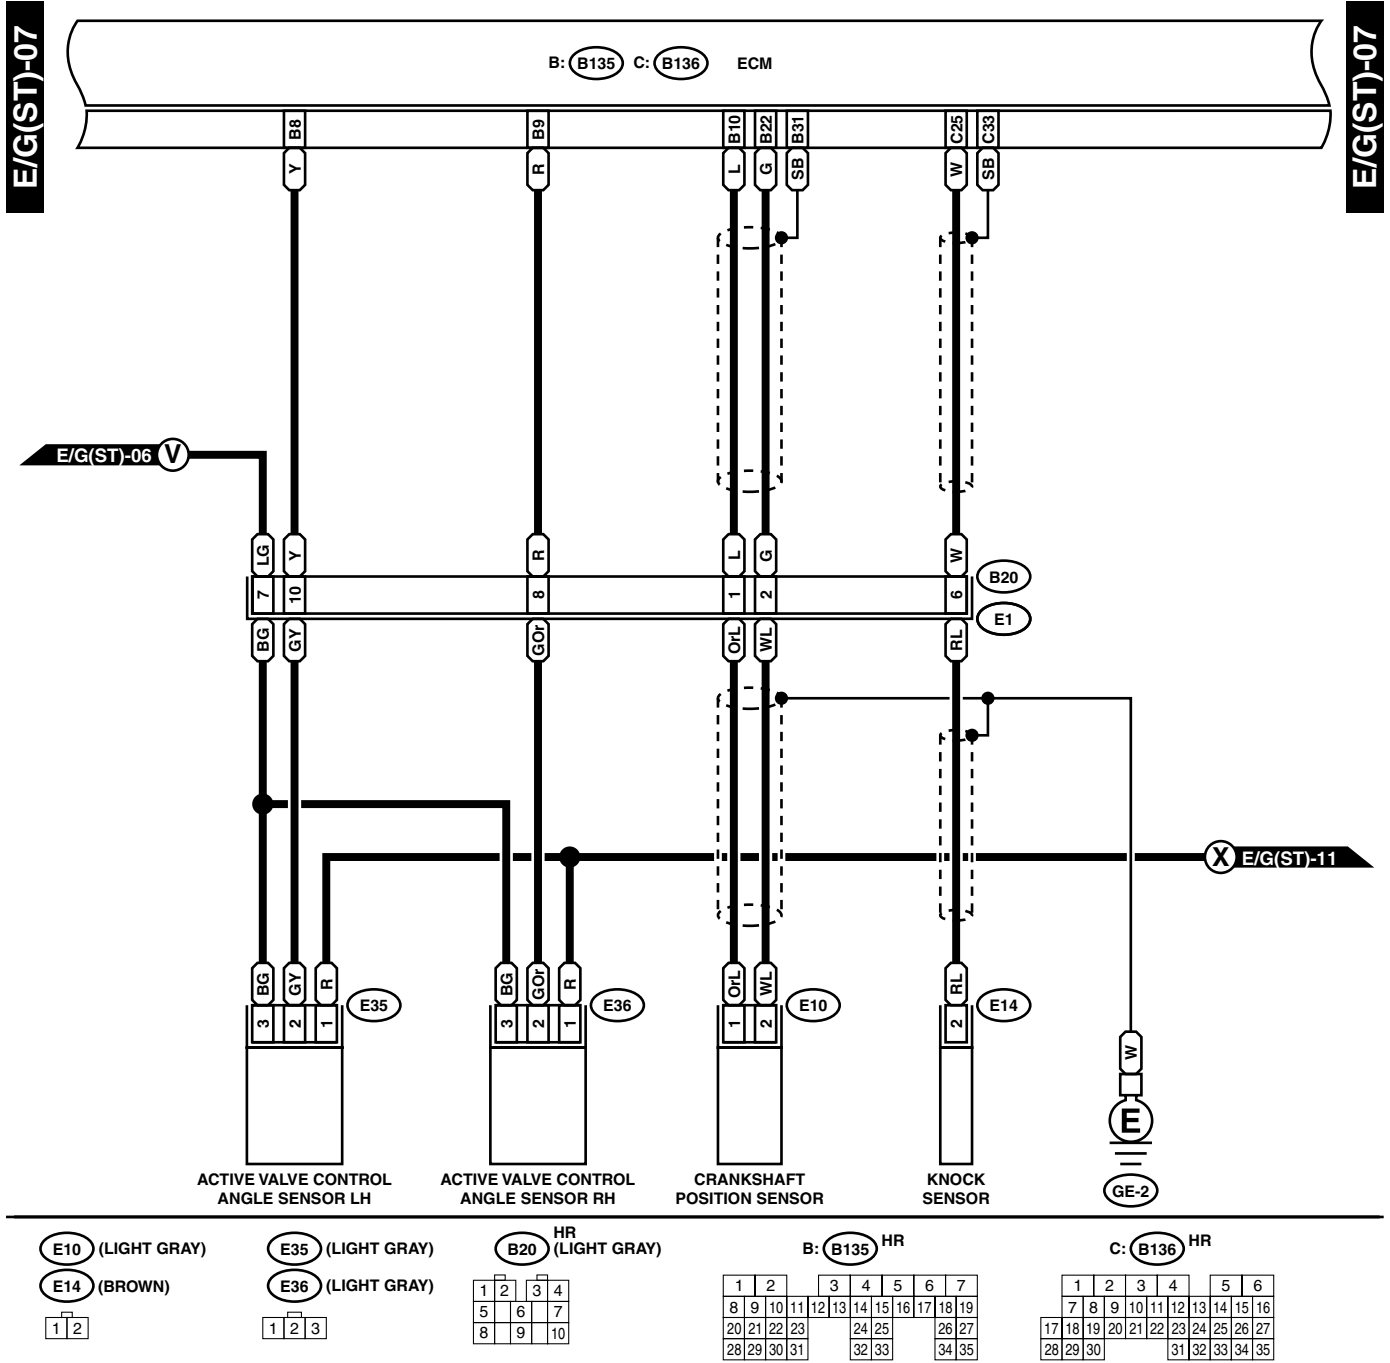 E/G(ST)-07
E/G(ST)-07
B: B135 C: B136 ECM
B8 B9 B10 B22 B31 C25 C33
Y R L G SB W SB
E/G(ST)-06 V
LG Y R L G W
7 10 8 1 2 6
B20
E1
BG GY GOr OrL WL RL
X E/G(ST)-11
BG GY R BG GOr R OrL WL RL
3 2 1 E35 3 2 1 E36 1 2 E10 2 E14
W
E
GE-2
ACTIVE VALVE CONTROL
ANGLE SENSOR LH
ACTIVE VALVE CONTROL
ANGLE SENSOR RH
CRANKSHAFT
POSITION SENSOR
KNOCK
SENSOR
E10 (LIGHT GRAY)
E14 (BROWN)
1 2
E35 (LIGHT GRAY)
E36 (LIGHT GRAY)
1 2 3
HR
B20 (LIGHT GRAY)
1 2 3 4
5 6 7
8 9 10
B: B135 HR
1 2 3 4 5 6 7
8 9 10 11 12 13 14 15 16 17 18 19
20 21 22 23 24 25 26 27
28 29 30 31 32 33 34 35
C: B136 HR
1 2 3 4 5 6
7 8 9 10 11 12 13 14 15 16
17 18 19 20 21 22 23 24 25 26 27
28 29 30 31 32 33 34 35